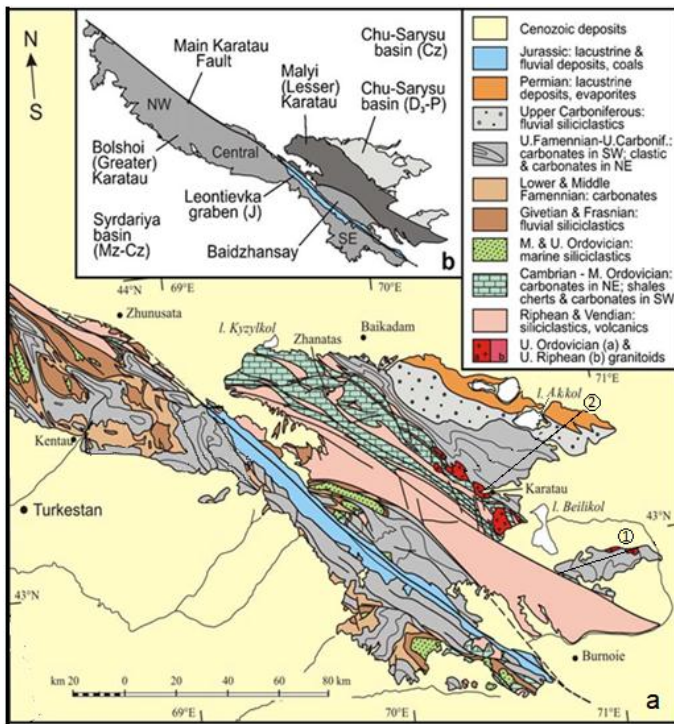 N
S
Main Karatau
Fault
Chu-Sarysu
basin (Cz)
Malyi
(Lesser)
Karatau
Chu-Sarysu
basin (D₃-P)
NW
Bolshoi
(Greater)
Karatau
Central
Leontievka
graben (J)
Syrdariya
basin
(Mz-Cz)
Baidzhansay
SE
b
Cenozoic deposits
Jurassic: lacustrine &
fluvial deposits, coals
Permian: lacustrine
deposits, evaporites
Upper Carboniferous:
fluvial siliciclastics
U.Famennian-U.Carbonif.:
carbonates in SW; clastic
& carbonates in NE
Lower & Middle
Famennian: carbonates
Givetian & Frasnian:
fluvial siliciclastics
M. & U. Ordovician:
marine siliciclastics
Cambrian - M. Ordovician:
carbonates in NE; shales
cherts & carbonates in SW
Riphean & Vendian:
siliciclastics, volcanics
a b
U. Ordovician (a) &
U. Riphean (b) granitoids
44°N
69°E
70°E
71°E
Zhunusata
l. Kyzylkol
Zhanatas
Baikadam
l. Akkol
②
Kentau
Karatau
Turkestan
l. Beilikol
43°N
①
43°N
Burnoie
km 20 0 20 40 60 80 km
69°E
70°E
71°E
a